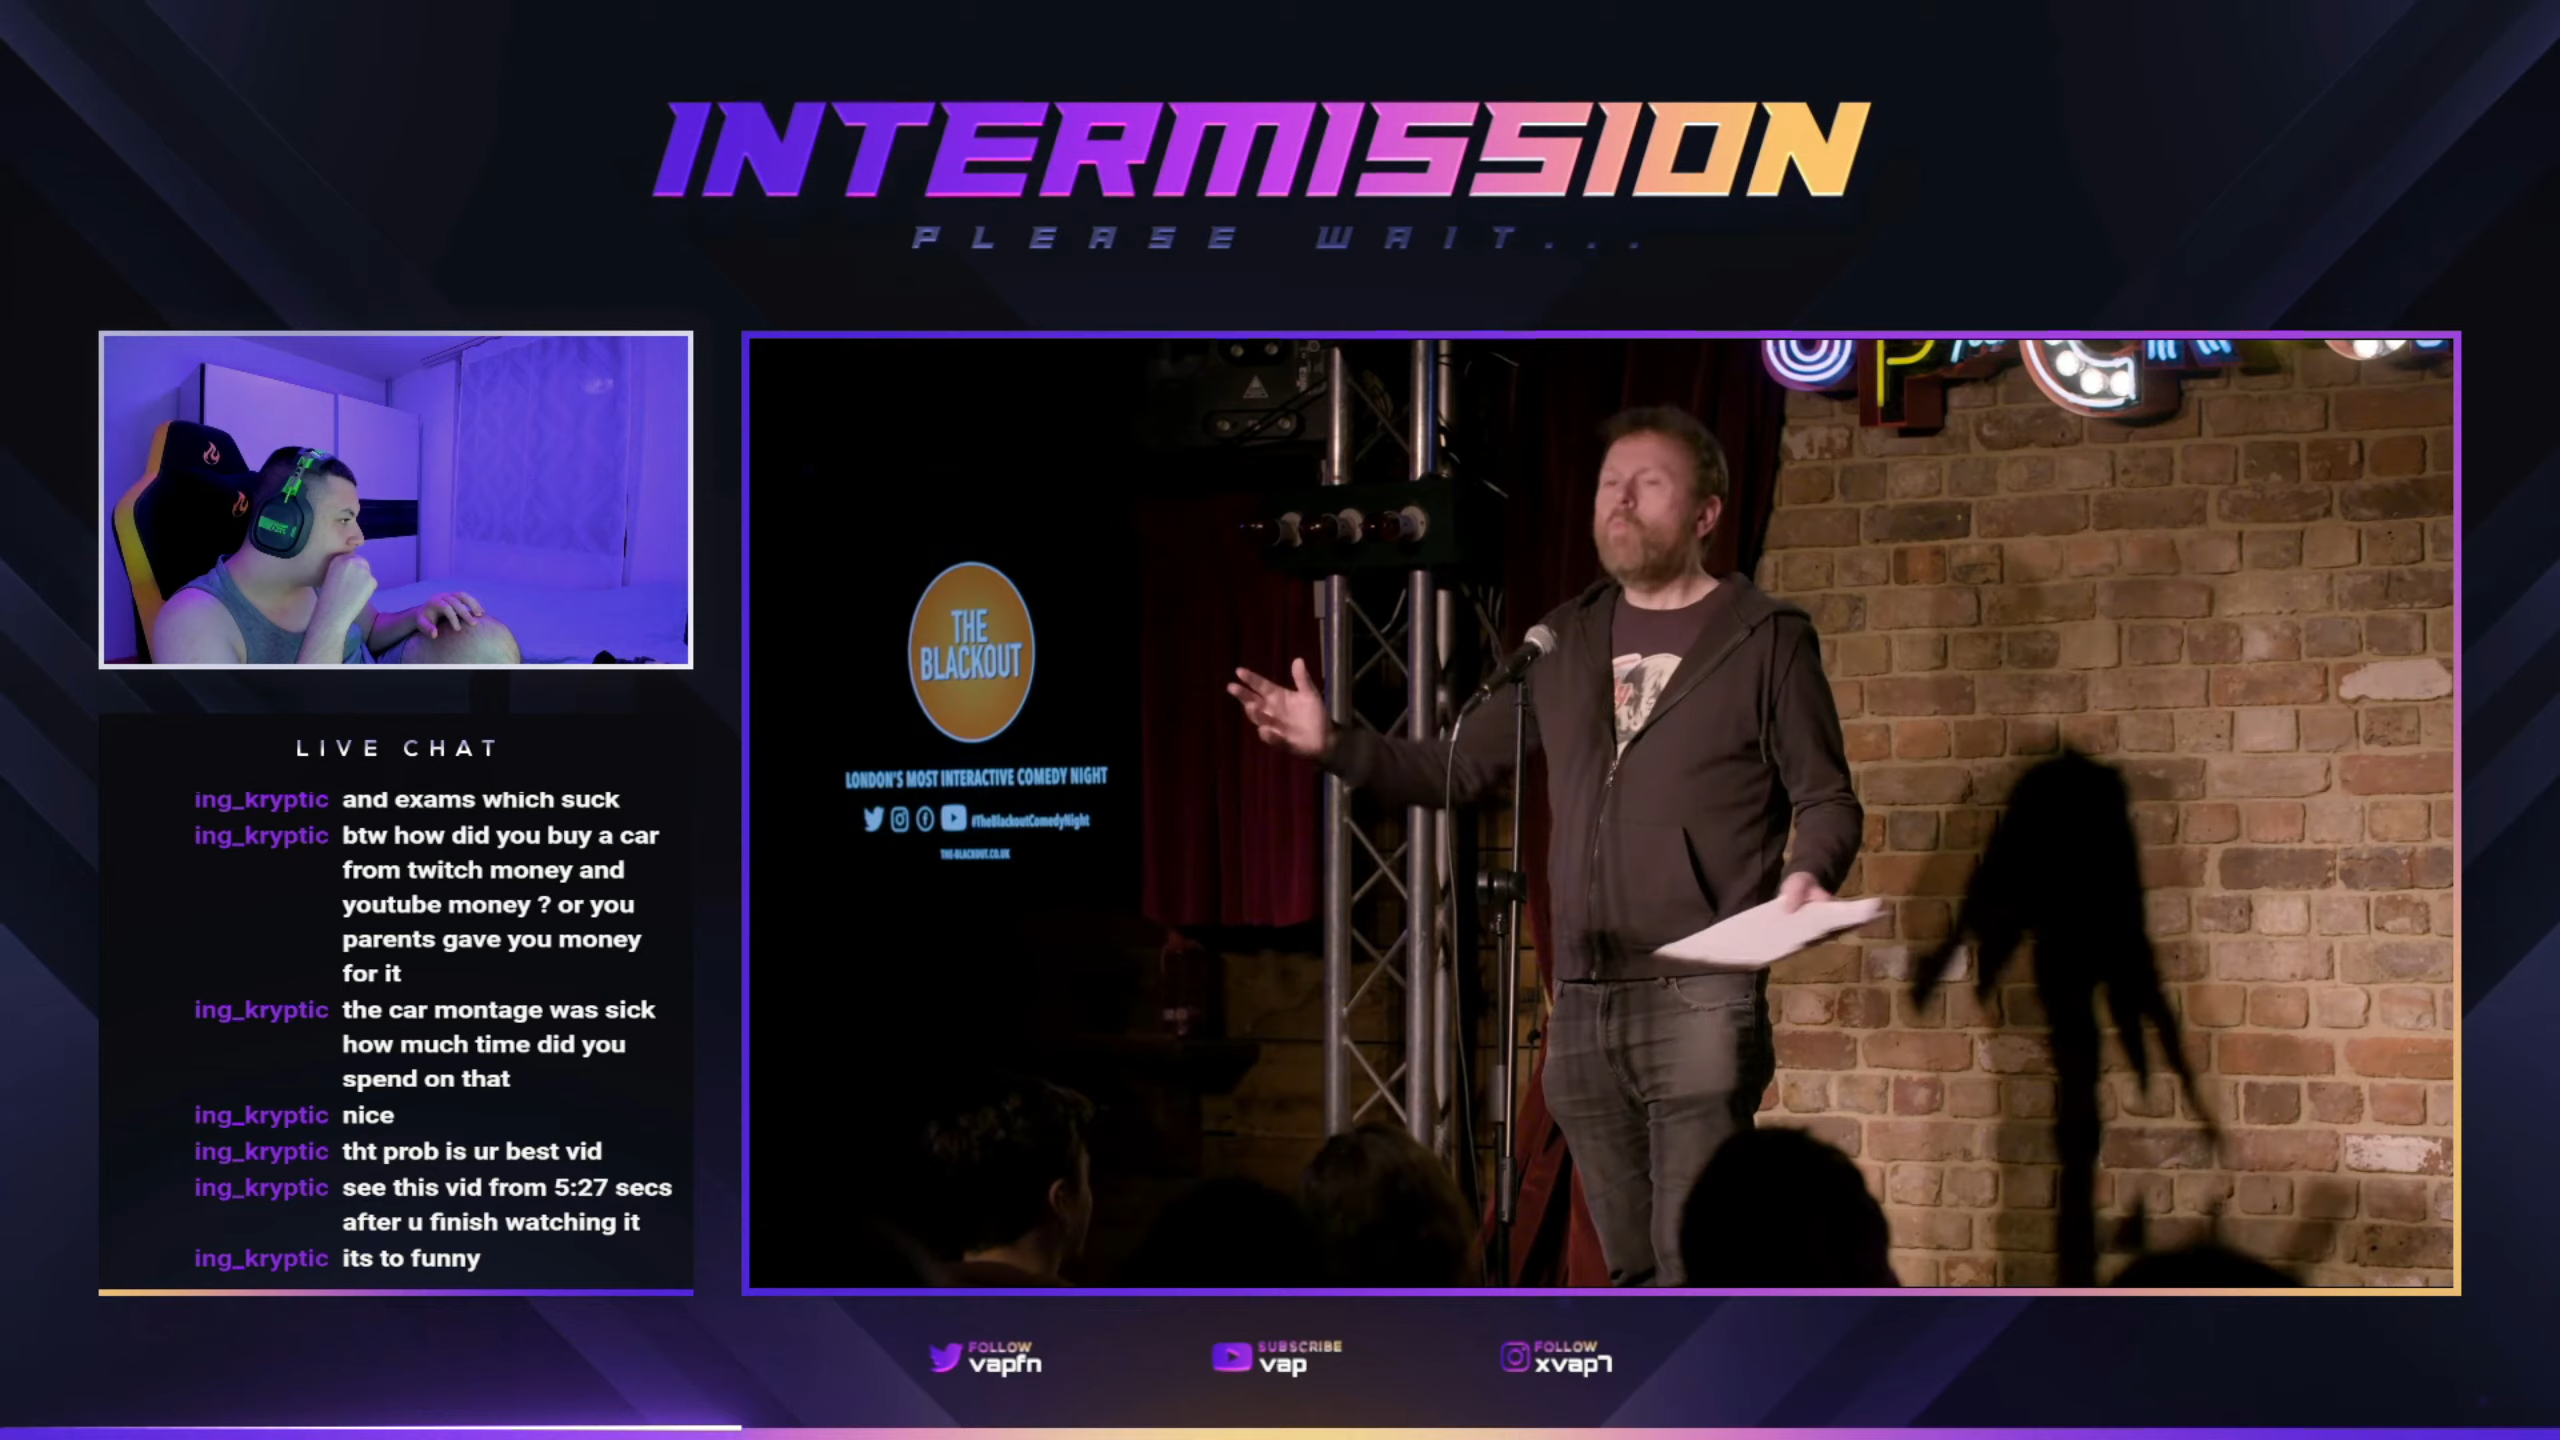 INTERMISSION
PLEASE WAIT...
THE
BLACKOUT
LONDON'S MOST INTERACTIVE COMEDY NIGHT
#TheBlackoutComedyNight
THE-BLACKOUT.CO.UK
LIVE CHAT
ing_kryptic and exams which suck
ing_kryptic btw how did you buy a car
from twitch money and
youtube money ? or you
parents gave you money
for it
ing_kryptic the car montage was sick
how much time did you
spend on that
ing_kryptic nice
ing_kryptic tht prob is ur best vid
ing_kryptic see this vid from 5:27 secs
after u finish watching it
ing_kryptic its to funny
FOLLOW
vapfn
SUBSCRIBE
vap
FOLLOW
xvap7